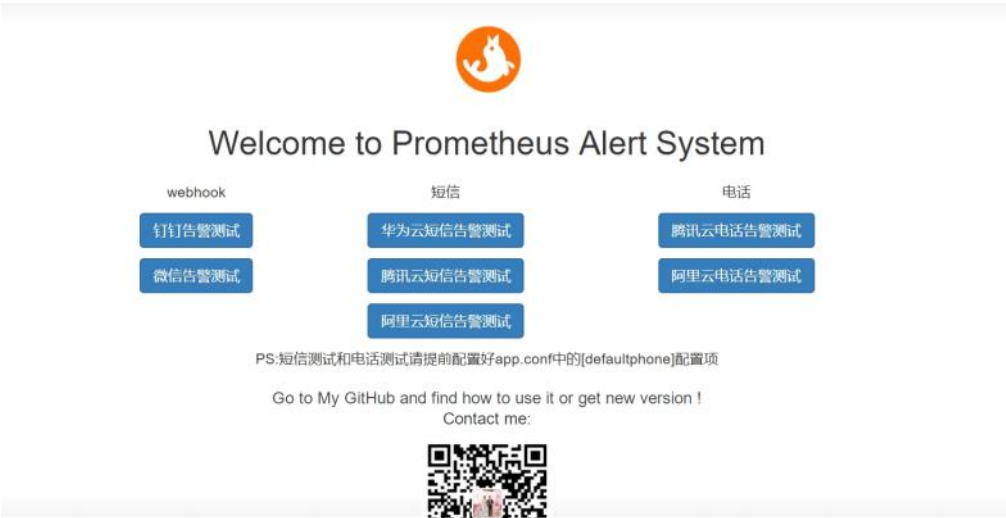 Welcome to Prometheus Alert System
webhook 短信 电话
钉钉告警测试 华为云短信告警测试 腾讯云电话告警测试
微信告警测试 腾讯云短信告警测试 阿里云电话告警测试
阿里云短信告警测试
PS:短信测试和电话测试请提前配置好app.conf中的[defaultphone]配置项
Go to My GitHub and find how to use it or get new version !
Contact me: